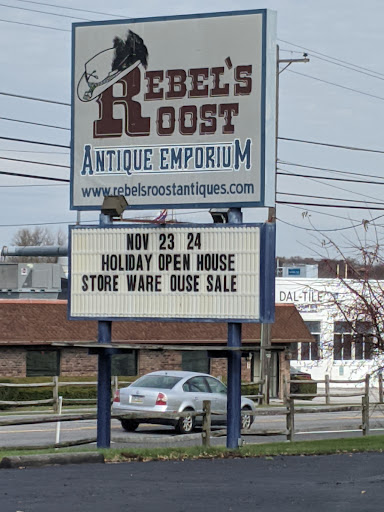 REBEL'S
ROOST
ANTIQUE EMPORIUM
www.rebelsroostantiques.com
NOV 23 24
HOLIDAY OPEN HOUSE
STORE WARE OUSE SALE
DAL-TILE